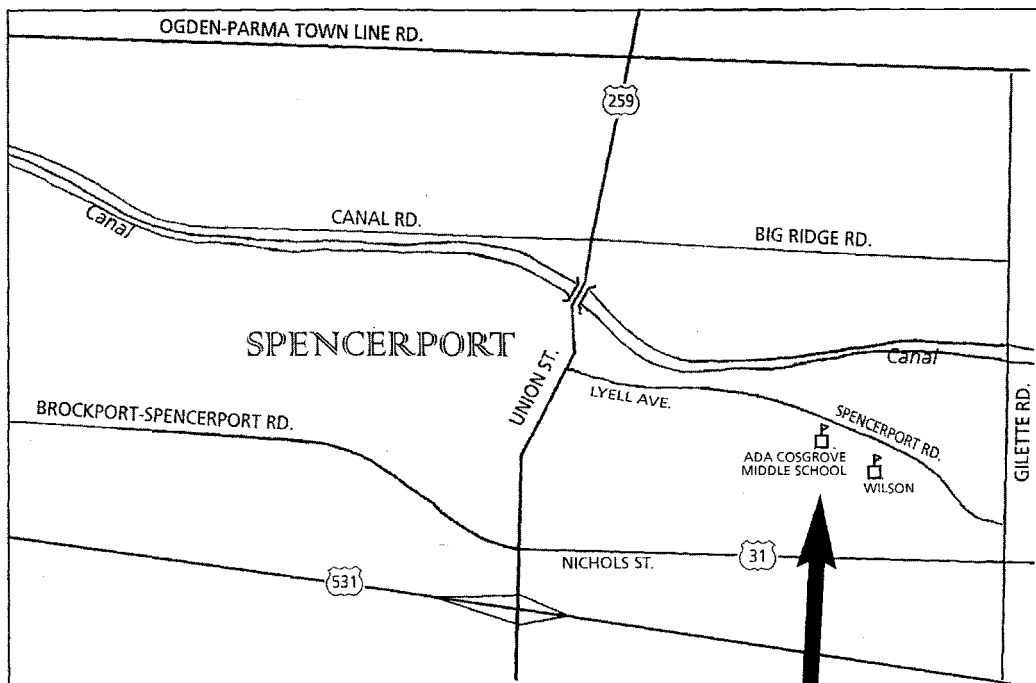 OGDEN-PARMA TOWN LINE RD.
259
Canal
CANAL RD.
BIG RIDGE RD.
SPENCERPORT
UNION ST.
Canal
LYELL AVE.
SPENCERPORT RD.
GILETTE RD.
BROCKPORT-SPENCERPORT RD.
ADA COSGROVE
MIDDLE SCHOOL
WILSON
NICHOLS ST.
31
531